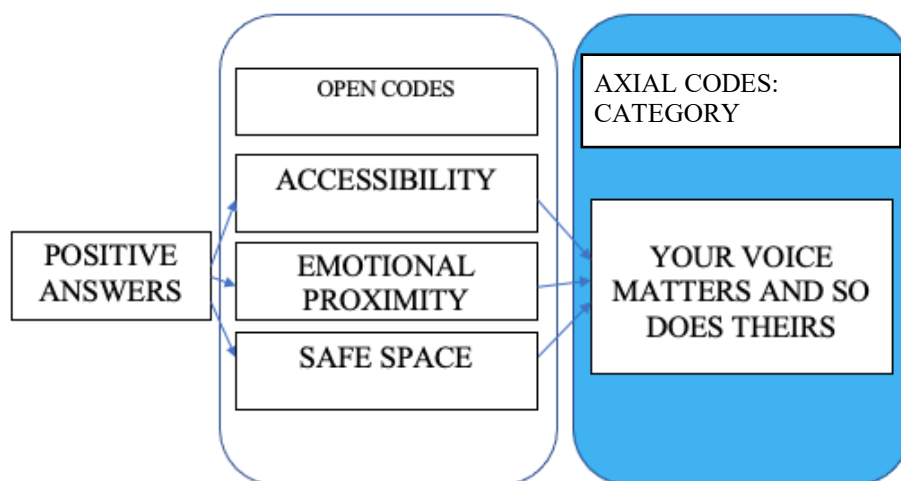 OPEN CODES
AXIAL CODES:
CATEGORY
POSITIVE
ANSWERS
ACCESSIBILITY
EMOTIONAL
PROXIMITY
SAFE SPACE
YOUR VOICE
MATTERS AND SO
DOES THEIRS